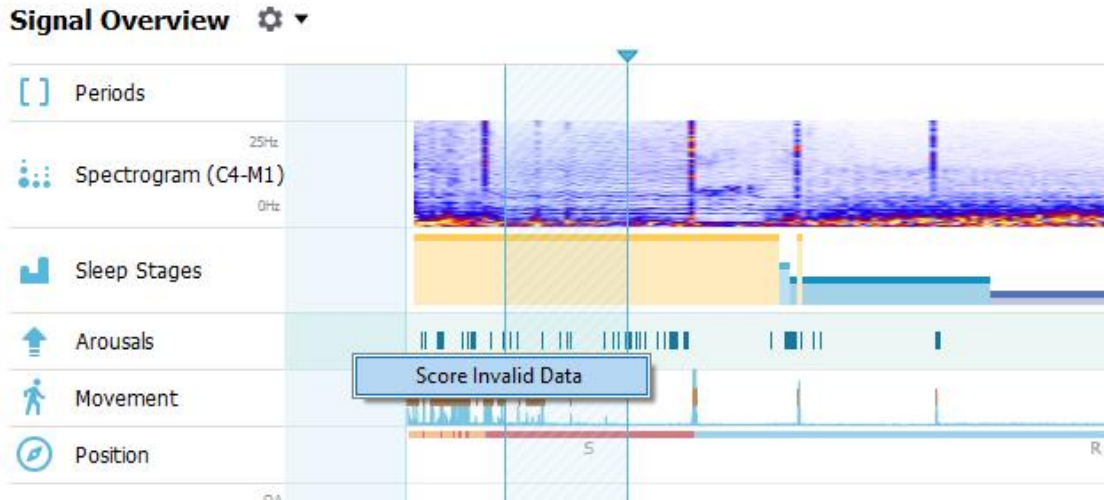 Signal Overview
Periods
25Hz
Spectrogram (C4-M1)
0Hz
Sleep Stages
Arousals
Score Invalid Data
Movement
Position
S
R